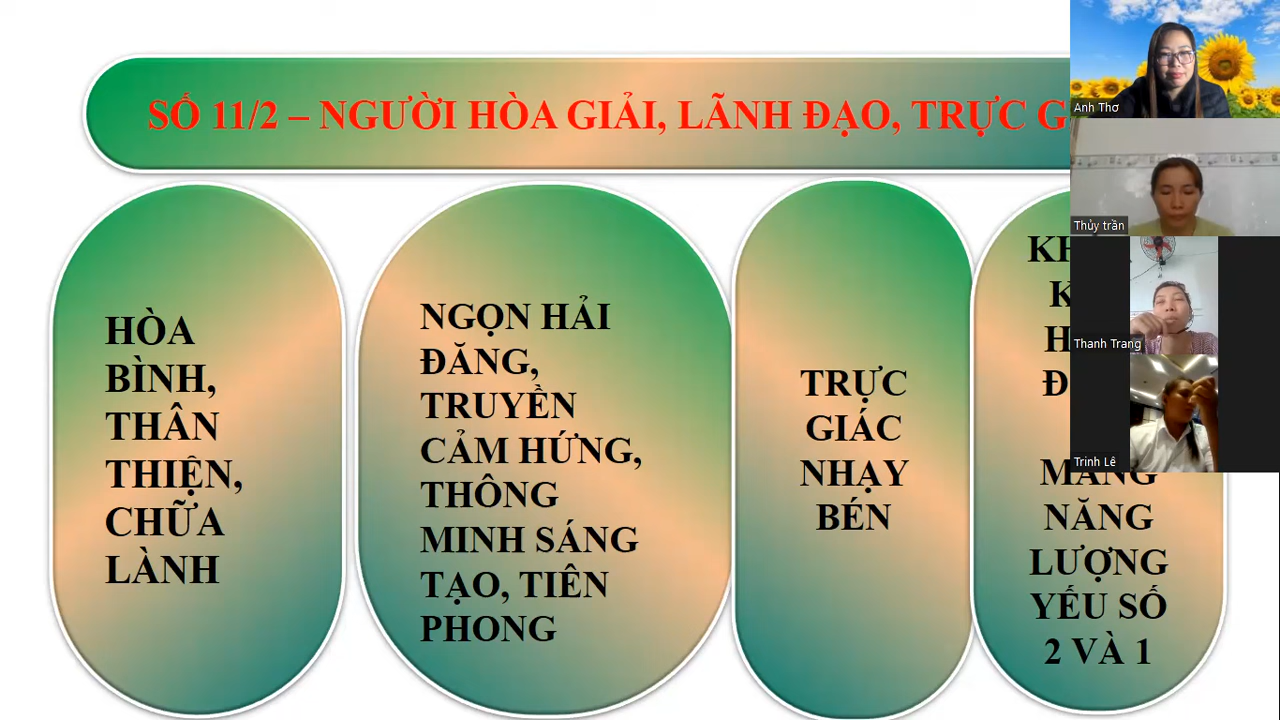 SỐ 11/2 – NGƯỜI HÒA GIẢI, LÃNH ĐẠO, TRỰC
HÒA
BÌNH,
THÂN
THIỆN,
CHỮA
LÀNH
NGỌN HẢI
ĐĂNG,
TRUYỀN
CẢM HỨNG,
THÔNG
MINH SÁNG
TẠO, TIÊN
PHONG
TRỰC
GIÁC
NHẠY
BÉN
MANG
NĂNG
LƯỢNG
YẾU SỐ
2 VÀ 1
Anh Thơ
Thủy trần
Thanh Trang
Trinh Lê